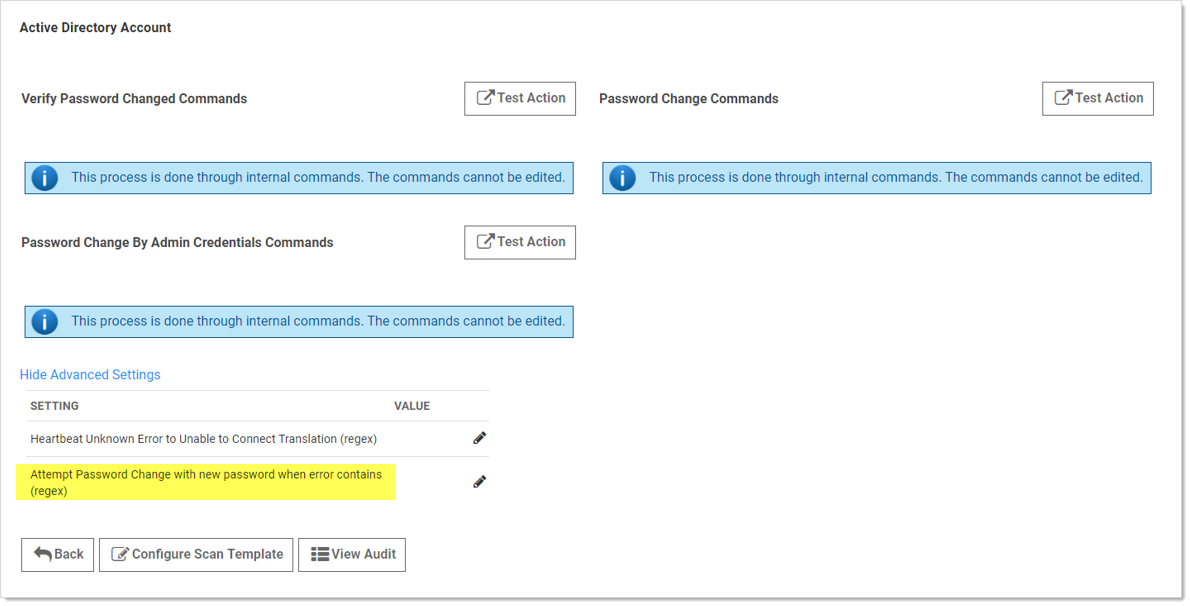 Active Directory Account
Verify Password Changed Commands
Test Action
Password Change Commands
Test Action
This process is done through internal commands. The commands cannot be edited.
This process is done through internal commands. The commands cannot be edited.
Password Change By Admin Credentials Commands
Test Action
This process is done through internal commands. The commands cannot be edited.
Hide Advanced Settings
SETTING VALUE
Heartbeat Unknown Error to Unable to Connect Translation (regex)
Attempt Password Change with new password when error contains
(regex)
Back
Configure Scan Template
View Audit